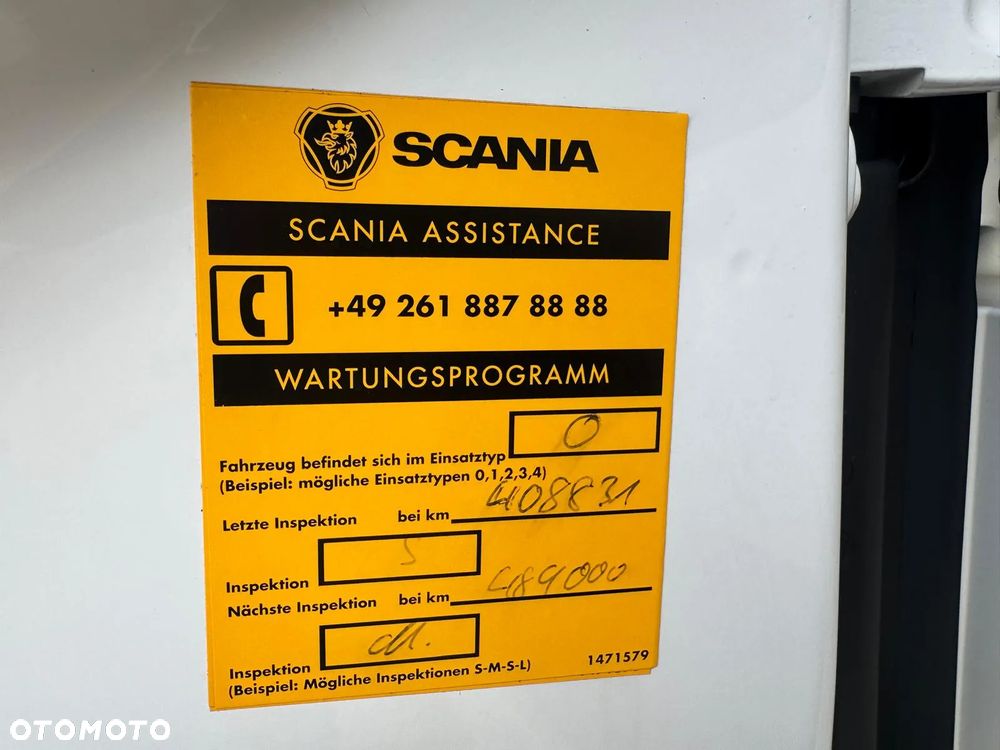 SCANIA
SCANIA ASSISTANCE
+49 261 887 88 88
WARTUNGSPROGRAMM
Fahrzeug befindet sich im Einsatztyp 0
(Beispiel: mögliche Einsatztypen 0,1,2,3,4)
Letzte Inspektion bei km 408831
Inspektion S
Nächste Inspektion bei km 489000
Inspektion M.
(Beispiel: Mögliche Inspektionen S-M-S-L)
1471579
OTOMOTO